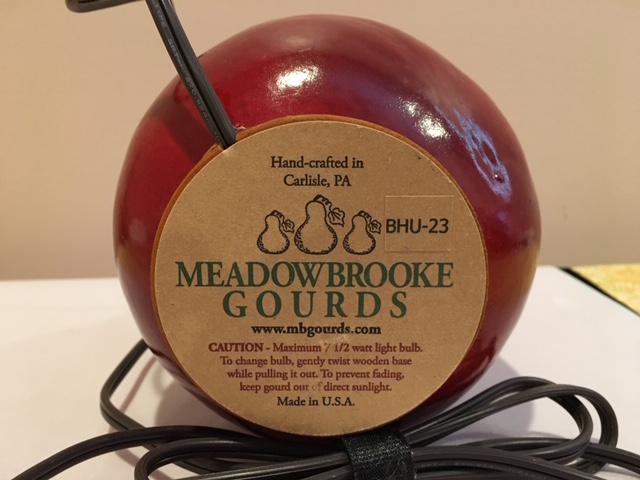 Hand-crafted in
Carlisle, PA
BHU-23
MEADOWBROOKE
GOURDS
www.mbgourds.com
CAUTION - Maximum 7 1/2 watt light bulb.
To change bulb, gently twist wooden base
while pulling it out. To prevent fading,
keep gourd out of direct sunlight.
Made in U.S.A.